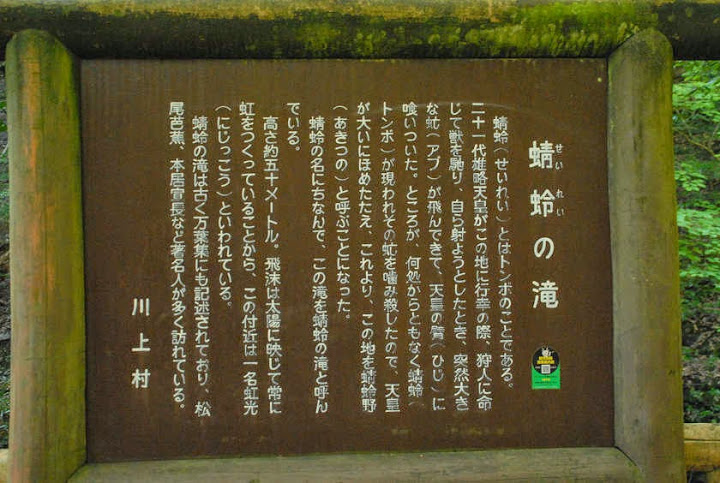 せい れい
蜻蛉の滝
蜻蛉(せいれい)とはトンボのことである。
二十一代雄略天皇がこの地に行幸の際、狩人に命
じて獣を馳り、自ら射ようとしたとき、突然大き
な虻(アブ)が飛んできて、天皇の臂(ひじ)に
喰いついた。ところが、何処からともなく蜻蛉(
トンボ)が現われその虻を噛み殺したので、天皇
が大いにほめたたえ、これより、この地を蜻蛉野
(あきつの)と呼ぶことになった。
蜻蛉の名にちなんで、この滝を蜻蛉の滝と呼ん
でいる。
高さ約五十メートル。飛沫は太陽に映じて常に
虹をつくっていることから、この付近は一名虹光
(にじっこう)といわれている。
蜻蛉の滝は古く万葉集にも記述されており、松
尾芭蕉、本居宣長など著名人が多く訪れている。
川上村